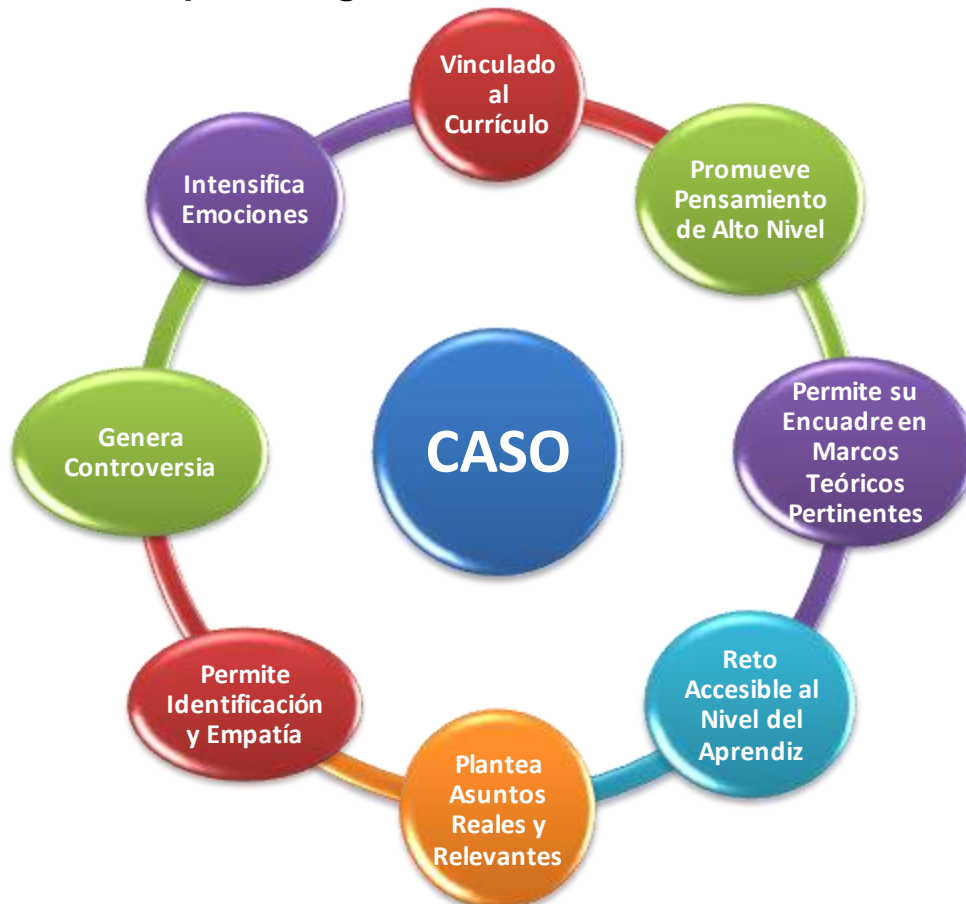 Vinculado
al
Currículo
Promueve
Pensamiento
de Alto Nivel
Permite su
Encuadre en
Marcos
Teóricos
Pertinentes
Reto
Accesible al
Nivel del
Aprendiz
Plantea
Asuntos
Reales y
Relevantes
Permite
Identificación
y Empatía
Genera
Controversia
Intensifica
Emociones
CASO